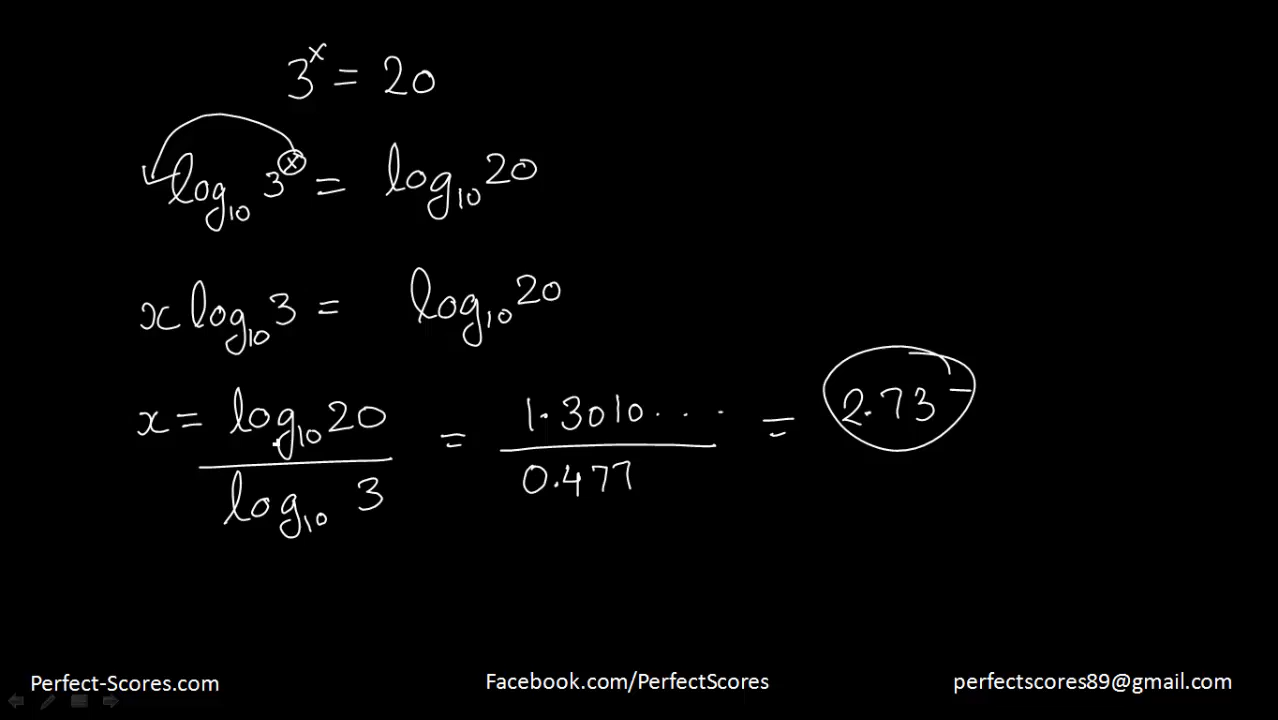 3^x = 20
log₁₀ 3^x = log₁₀ 20
x log₁₀ 3 = log₁₀ 20
x = log₁₀ 20 / log₁₀ 3 = 1.3010.... / 0.477 = 2.73
Perfect-Scores.com Facebook.com/PerfectScores perfectscores89@gmail.com